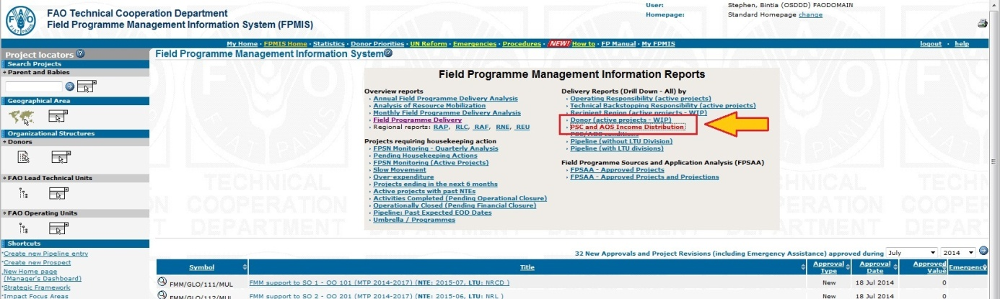 FAO Technical Cooperation Department
Field Programme Management Information System (FPMIS)
User: Stephen, Bintia (OSDDD) FAODOMAIN
Homepage: Standard Homepage change
My Home · FPMIS Home · Statistics · Donor Priorities · UN Reform · Emergencies · Procedures · NEW! How to · FP Manual · My FPMIS
logout · help
Project locators
Search Projects
Parent and Babies
Geographical Area
Organizational Structures
Donors
FAO Lead Technical Units
FAO Operating Units
Shortcuts
Create new Pipeline entry
Create new Prospect
New Home page
(Manager's Dashboard)
Strategic Framework
Impact Focus Areas
Field Programme Management Information System
Field Programme Management Information Reports
Overview reports
Annual Field Programme Delivery Analysis
Analysis of Resource Mobilization
Monthly Field Programme Delivery Analysis
Field Programme Delivery
Regional reports: RAP, RLC, RAF, RNE, REU
Projects requiring housekeeping action
FPSN Monitoring - Quarterly Analysis
Pending Housekeeping Actions
FPSN Monitoring (Active Projects)
Slow Movement
Over-expenditure
Projects ending in the next 6 months
Active projects with past NTEs
Activities Completed (Pending Operational Closure)
Operationally Closed (Pending Financial Closure)
Pipeline: Past Expected EOD Dates
Umbrella / Programmes
Delivery Reports (Drill Down - All) by
Operating Responsibility (active projects)
Technical Backstopping Responsibility (active projects)
Recipient Region (active projects - WIP)
Donor (active projects - WIP)
PSC and AOS Income Distribution
PSC/AOS conditions
Pipeline (without LTU Division)
Pipeline (with LTU divisions)
Field Programme Sources and Application Analysis (FPSAA)
FPSAA - Approved Projects
FPSAA - Approved Projects and Projections
TECHNICAL COOPERATION DEPARTMENT
32 New Approvals and Project Revisions (including Emergency Assistance) approved during July 2014
Symbol Title Approval Type Approval Date Approved Value Emergency
FMM/GLO/111/MUL FMM support to SO 1 - OO 101 (MTP 2014-2017) (NTE: 2015-07, LTU: NRCD ) New 18 Jul 2014 0
FMM/GLO/112/MUL FMM support to SO 2 - OO 201 (MTP 2014-2017) (NTE: 2015-06, LTU: NRL ) New 18 Jul 2014 0